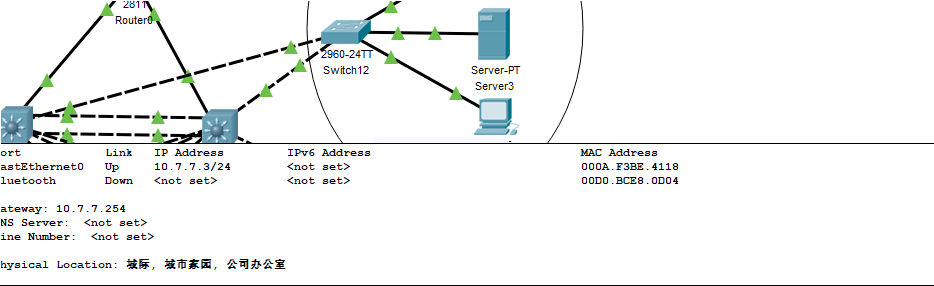 2811
Router0
2960-24TT
Switch12
Server-PT
Server3
ort Link IP Address IPv6 Address MAC Address
astEthernet0 Up 10.7.7.3/24 <not set> 000A.F3BE.4118
luetooth Down <not set> <not set> 00D0.BCE8.0D04
ateway: 10.7.7.254
NS Server: <not set>
ine Number: <not set>
hysical Location: 城际, 城市家园, 公司办公室